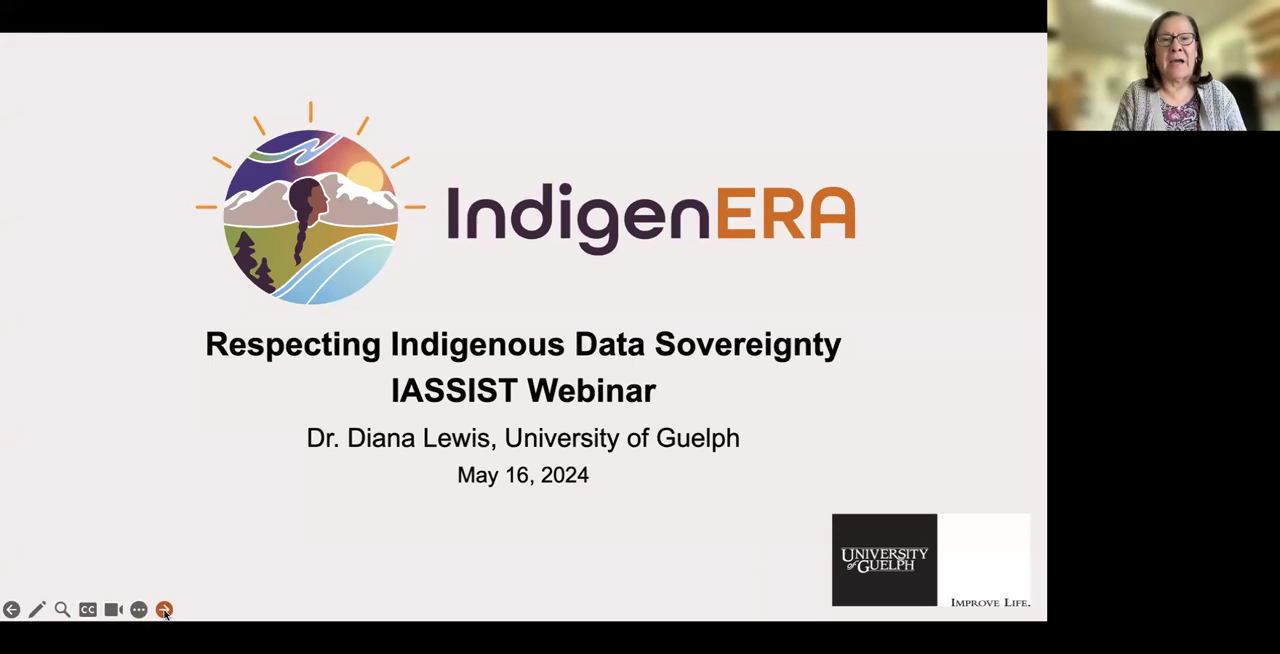 IndigenERA
Respecting Indigenous Data Sovereignty
IASSIST Webinar
Dr. Diana Lewis, University of Guelph
May 16, 2024
UNIVERSITY
of GUELPH
IMPROVE LIFE.
CC